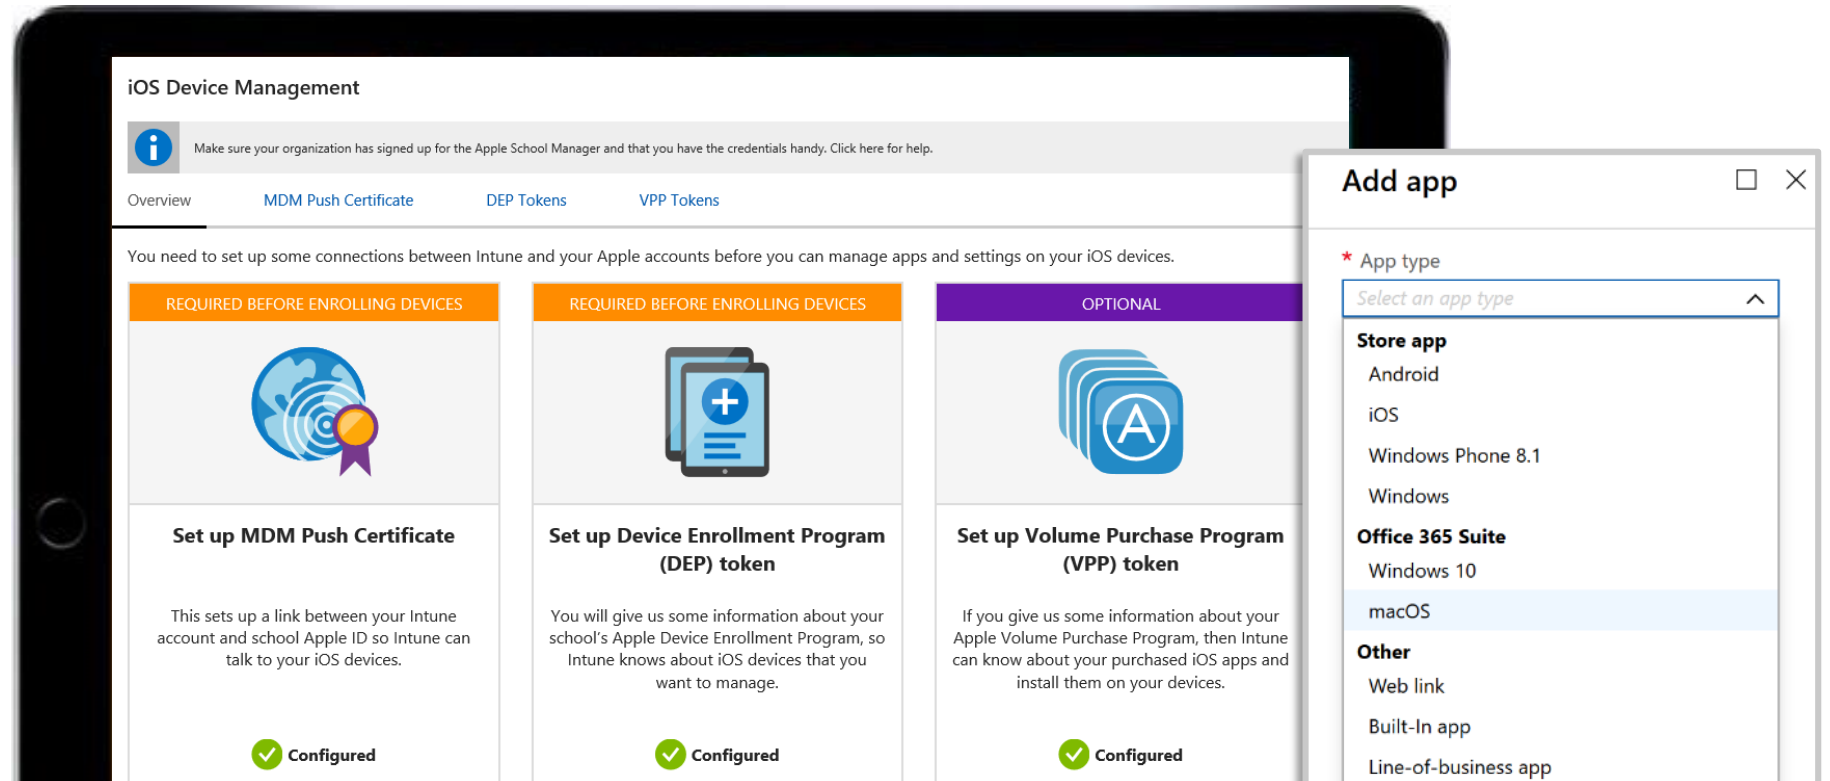 iOS Device Management
Make sure your organization has signed up for the Apple School Manager and that you have the credentials handy. Click here for help.
Overview
MDM Push Certificate
DEP Tokens
VPP Tokens
You need to set up some connections between Intune and your Apple accounts before you can manage apps and settings on your iOS devices.
REQUIRED BEFORE ENROLLING DEVICES
Set up MDM Push Certificate
This sets up a link between your Intune
account and school Apple ID so Intune can
talk to your iOS devices.
Configured
REQUIRED BEFORE ENROLLING DEVICES
Set up Device Enrollment Program
(DEP) token
You will give us some information about your
school's Apple Device Enrollment Program, so
Intune knows about iOS devices that you
want to manage.
Configured
OPTIONAL
Set up Volume Purchase Program
(VPP) token
If you give us some information about your
Apple Volume Purchase Program, then Intune
can know about your purchased iOS apps and
install them on your devices.
Configured
Add app
* App type
Select an app type
Store app
Android
iOS
Windows Phone 8.1
Windows
Office 365 Suite
Windows 10
macOS
Other
Web link
Built-In app
Line-of-business app